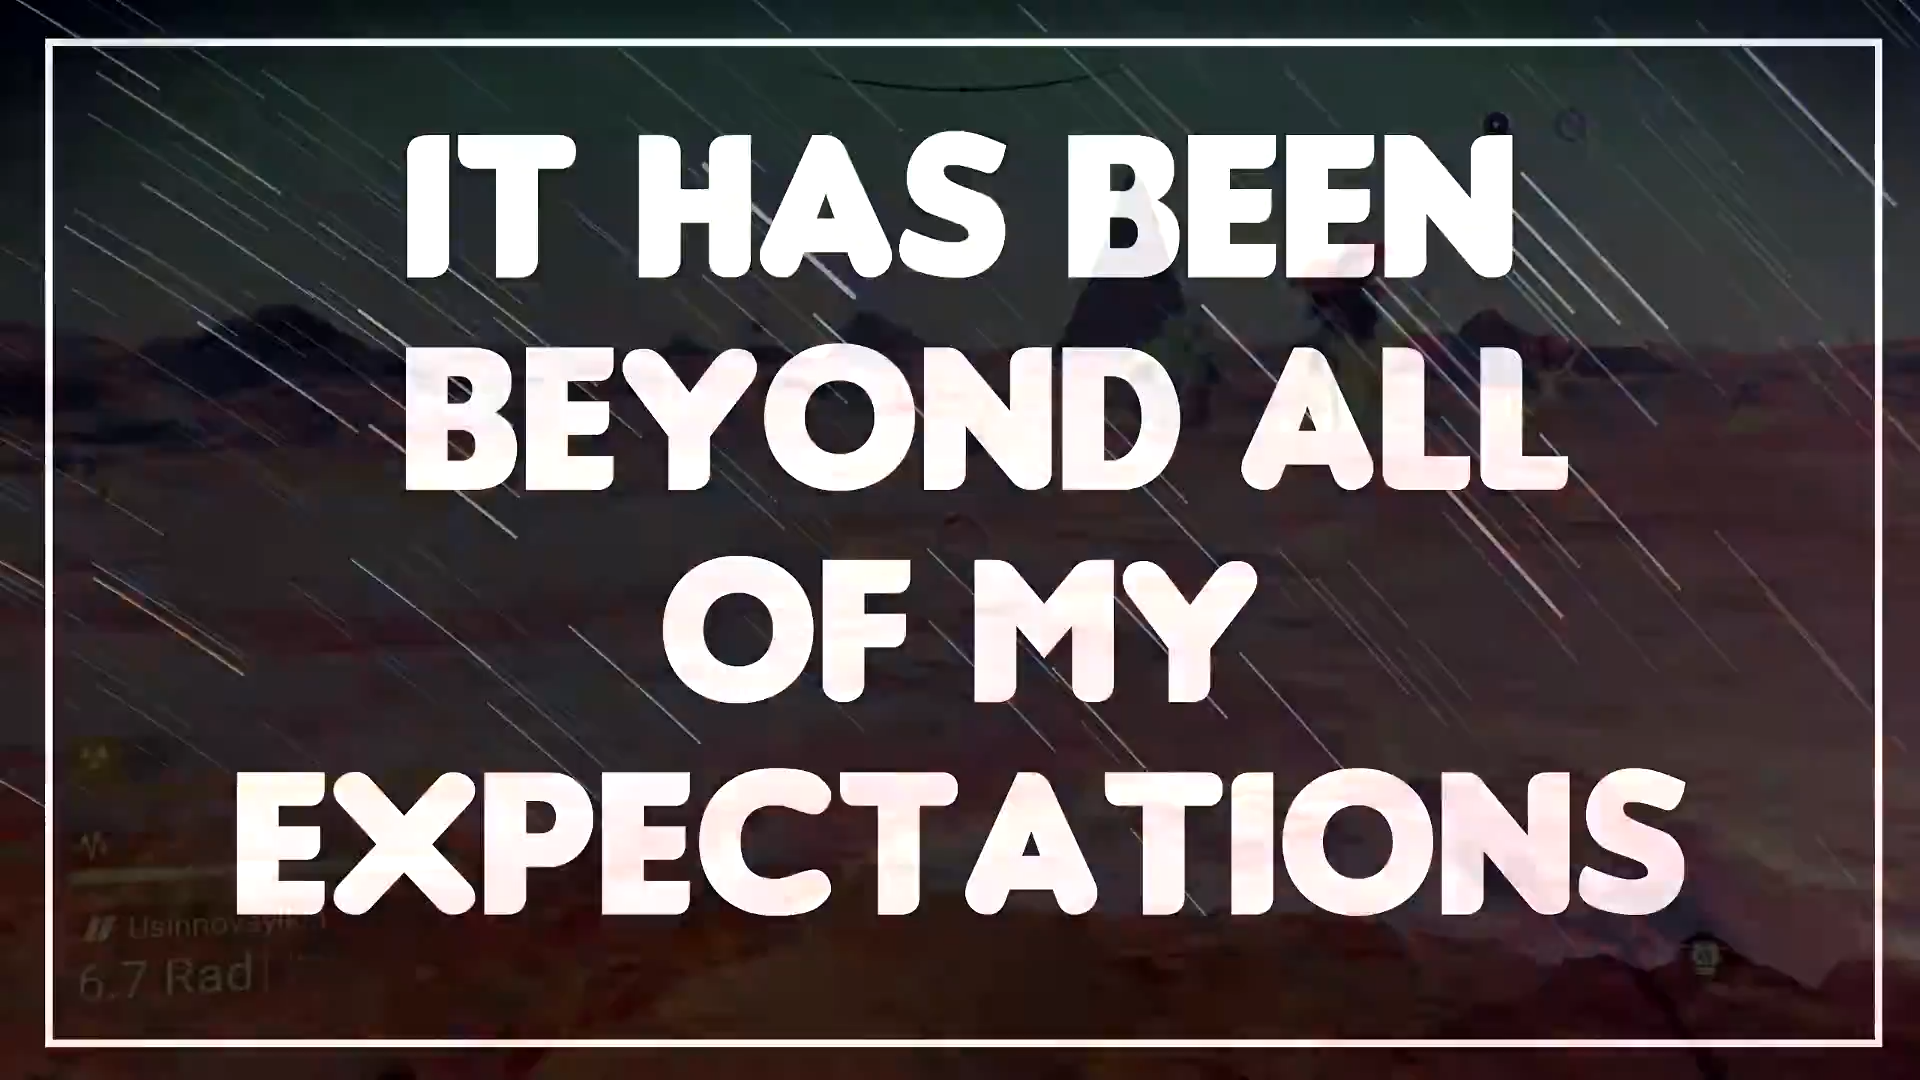 IT HAS BEEN
BEYOND ALL
OF MY
EXPECTATIONS
6.7 Rad